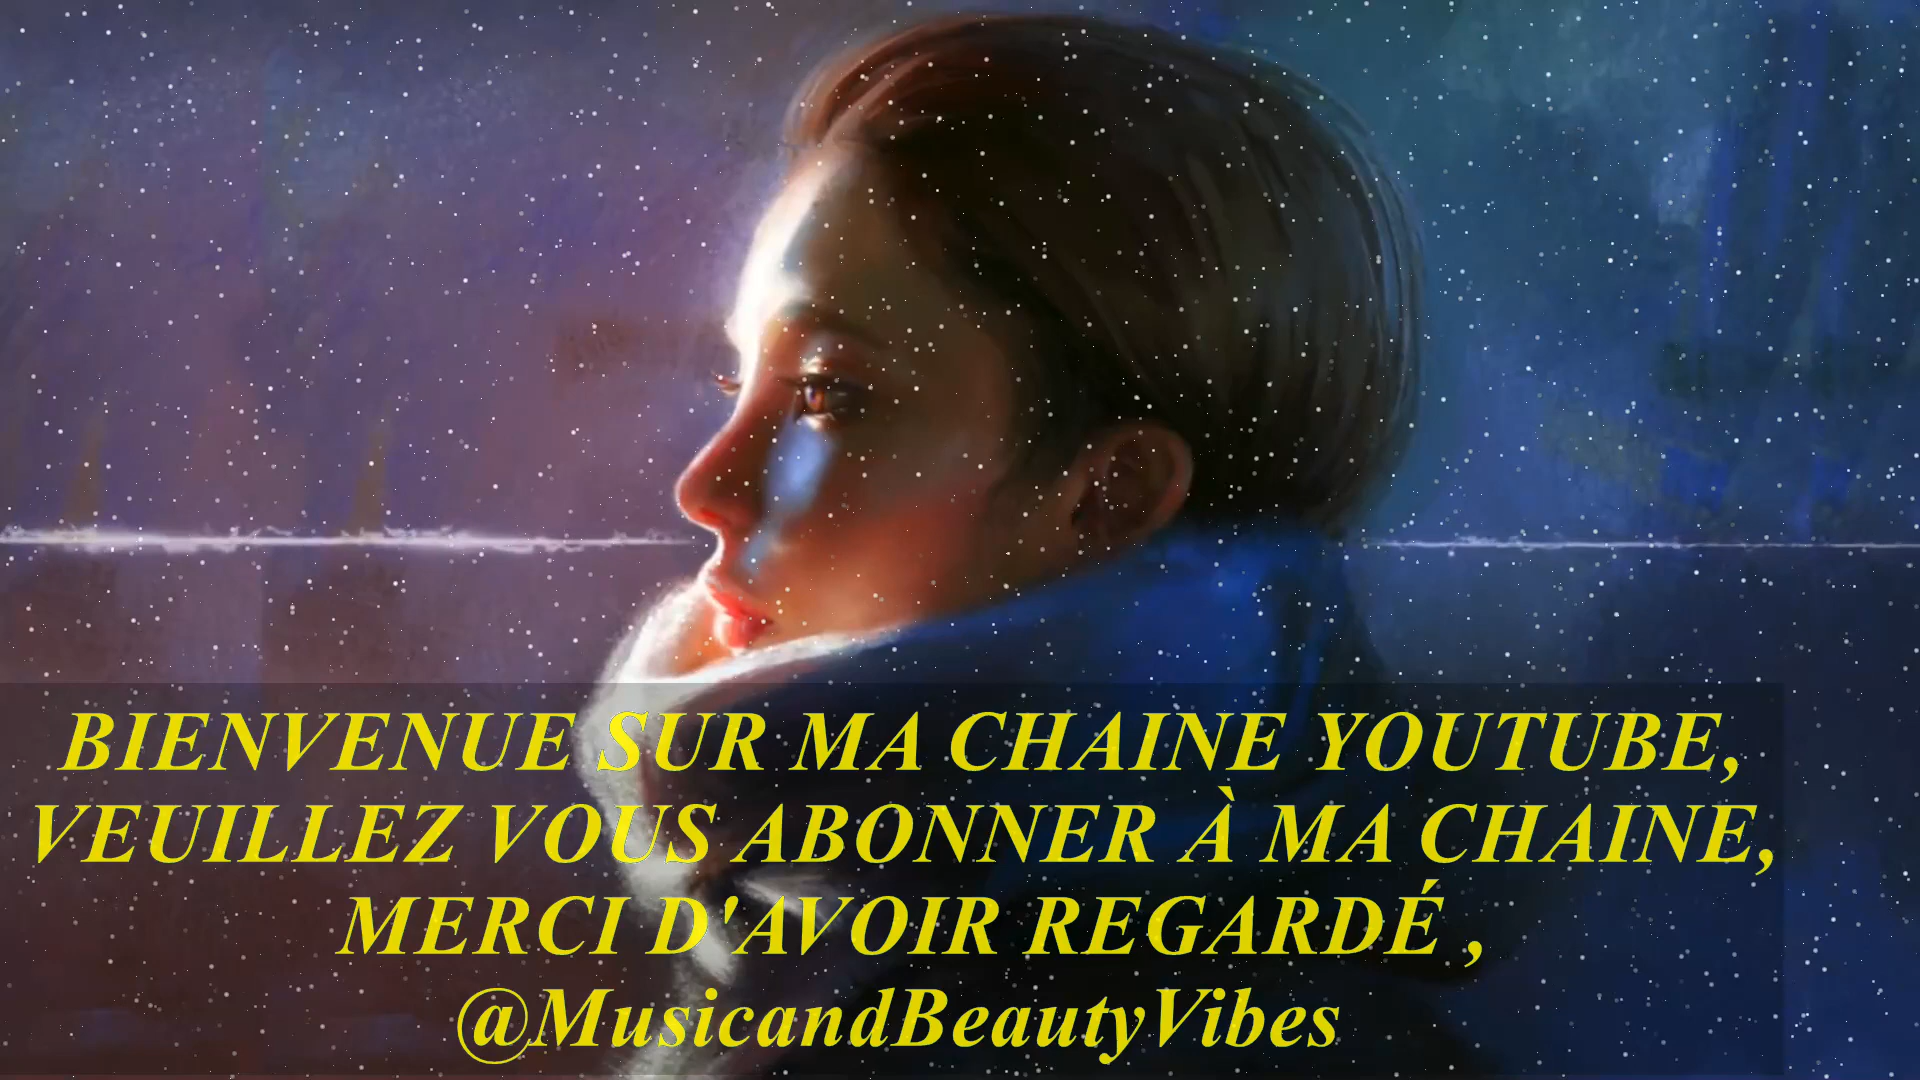 BIENVENUE SUR MA CHAINE YOUTUBE,
VEUILLEZ VOUS ABONNER À MA CHAINE,
MERCI D'AVOIR REGARDÉ ,
@MusicandBeautyVibes